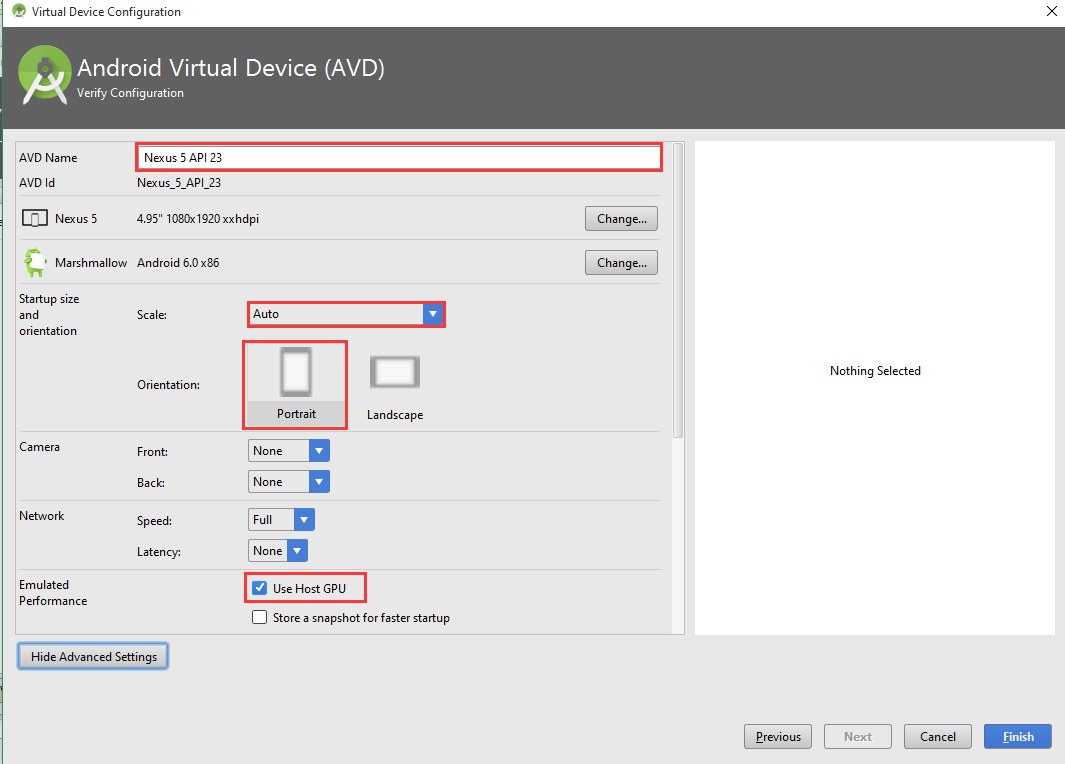 Virtual Device Configuration
Android Virtual Device (AVD)
Verify Configuration
AVD Name
Nexus 5 API 23
AVD Id
Nexus_5_API_23
Nexus 5
4.95" 1080x1920 xxhdpi
Change...
Marshmallow
Android 6.0 x86
Change...
Startup size
and
orientation
Scale:
Auto
Orientation:
Portrait
Landscape
Camera
Front:
None
Back:
None
Network
Speed:
Full
Latency:
None
Emulated
Performance
Use Host GPU
Store a snapshot for faster startup
Nothing Selected
Hide Advanced Settings
Previous
Next
Cancel
Finish